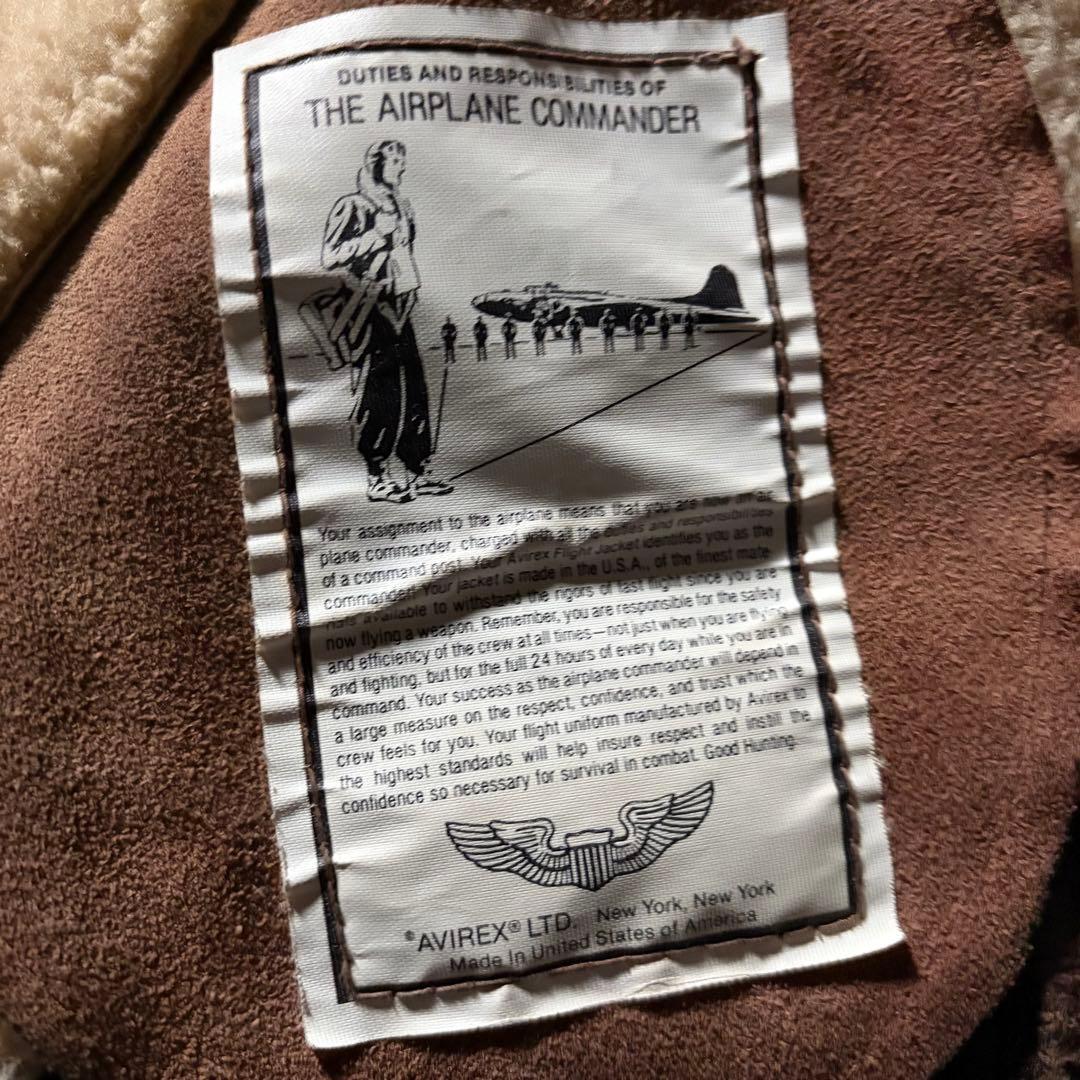 DUTIES AND RESPONSIBILITIES OF
THE AIRPLANE COMMANDER
Your assignment to the airplane means that you are now
plane commander, charged with all the duties and responsibilities
of a command post. Your Avirex Flight Jacket identifies you as the
commander! Your jacket is made in the U.S.A., of the finest mate
rials available to withstand the rigors of fast flight since you are
now flying a weapon. Remember, you are responsible for the safety
and efficiency of the crew at all times—not just when you are flying
and fighting, but for the full 24 hours of every day while you are in
command. Your success as the airplane commander will depend in
a large measure on the respect, confidence, and trust which the
crew feels for you. Your flight uniform manufactured by Avirex to
the highest standards will help insure respect and instill the
confidence so necessary for survival in combat. Good Hunting.
®AVIREX® LTD. New York, New York
Made In United States of America